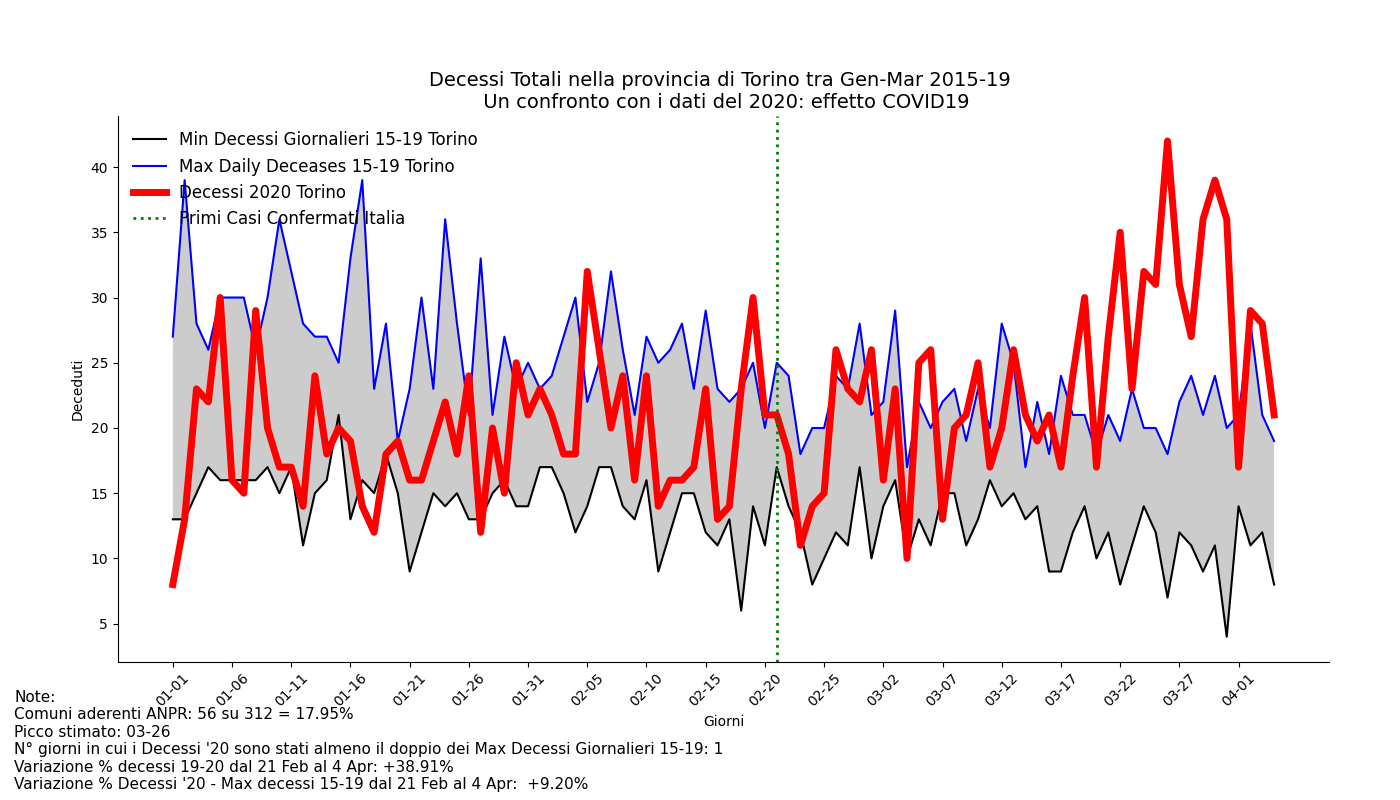 Decessi Totali nella provincia di Torino tra Gen-Mar 2015-19
Un confronto con i dati del 2020: effetto COVID19
Min Decessi Giornalieri 15-19 Torino
Max Daily Deceases 15-19 Torino
Decessi 2020 Torino
Primi Casi Confermati Italia
Deceduti
40
35
30
25
20
15
10
5
01-01
01-06
01-11
01-16
01-21
01-26
01-31
02-05
02-10
02-15
02-20
02-25
03-02
03-07
03-12
03-17
03-22
03-27
04-01
Giorni
Note:
Comuni aderenti ANPR: 56 su 312 = 17.95%
Picco stimato: 03-26
N° giorni in cui i Decessi '20 sono stati almeno il doppio dei Max Decessi Giornalieri 15-19: 1
Variazione % decessi 19-20 dal 21 Feb al 4 Apr: +38.91%
Variazione % Decessi '20 - Max decessi 15-19 dal 21 Feb al 4 Apr:  +9.20%